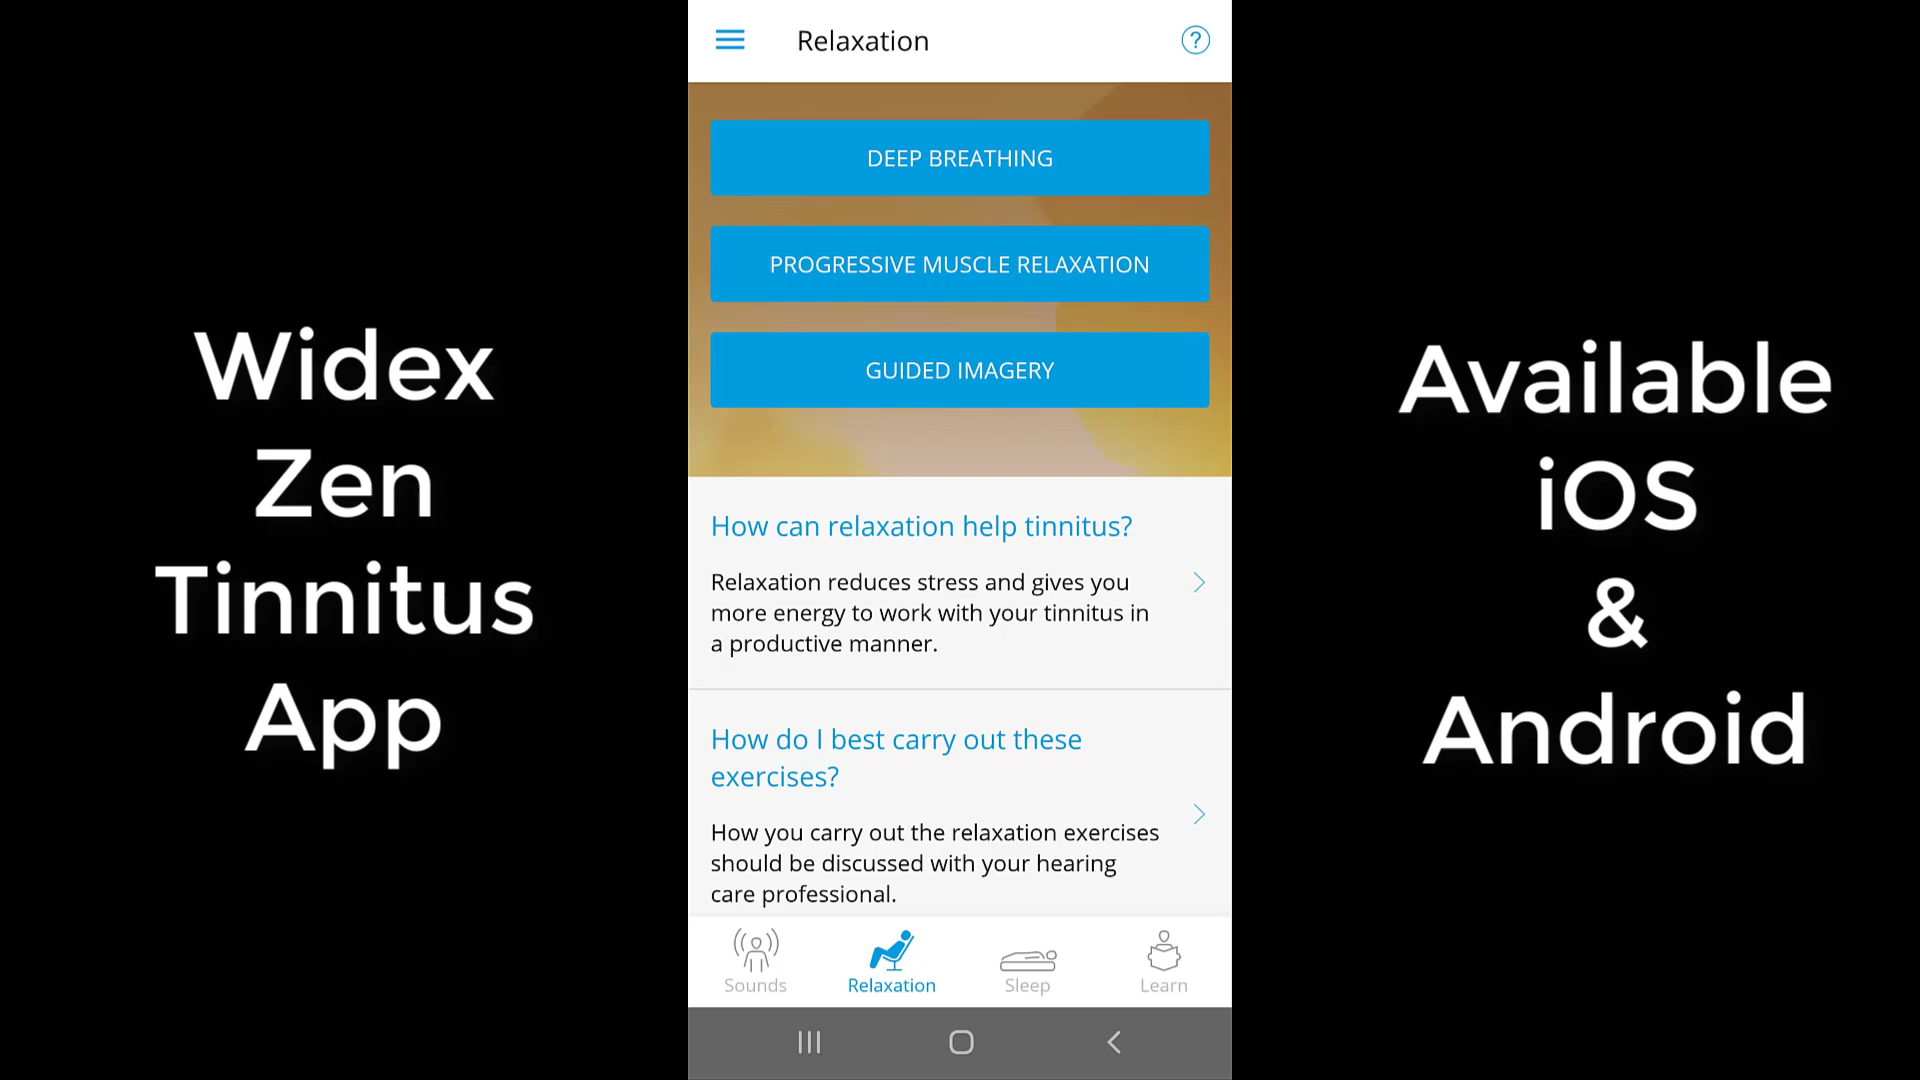 Widex
Zen
Tinnitus
App
Relaxation
?
DEEP BREATHING
PROGRESSIVE MUSCLE RELAXATION
GUIDED IMAGERY
How can relaxation help tinnitus?
Relaxation reduces stress and gives you
more energy to work with your tinnitus in
a productive manner.
How do I best carry out these
exercises?
How you carry out the relaxation exercises
should be discussed with your hearing
care professional.
Sounds
Relaxation
Sleep
Learn
Available
iOS
&
Android